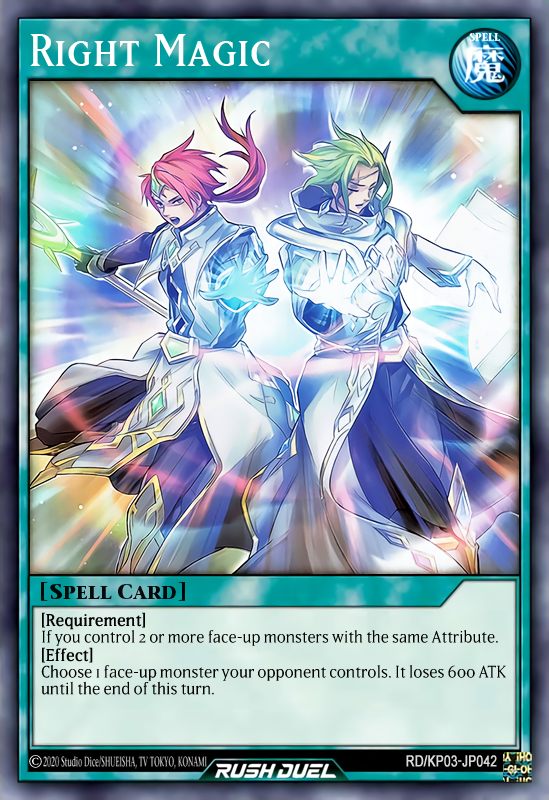 Right Magic
SPELL
魔
[Spell Card]
[Requirement]
If you control 2 or more face-up monsters with the same Attribute.
[Effect]
Choose 1 face-up monster your opponent controls. It loses 600 ATK
until the end of this turn.
©2020 Studio Dice/SHUEISHA, TV TOKYO, KONAMI
RUSH DUEL
RD/KP03-JP042